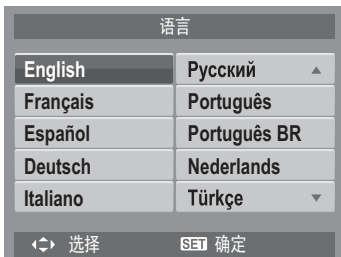 语言
English Русский
Français Português
Español Português BR
Deutsch Nederlands
Italiano Türkçe
选择 SET 确定